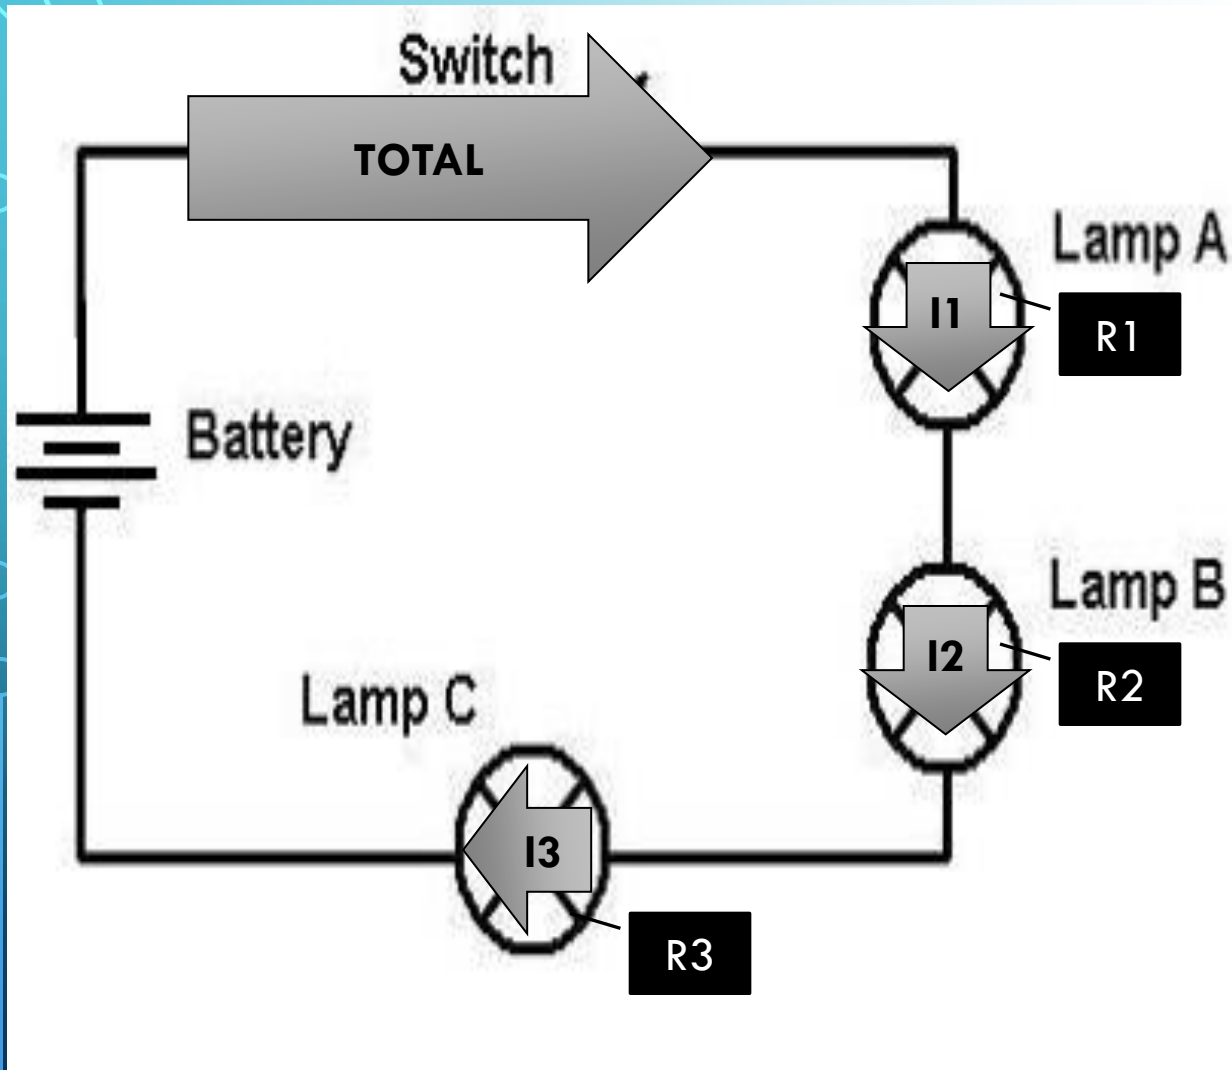 Switch
TOTAL
Lamp A
I1
R1
Battery
Lamp B
I2
R2
Lamp C
I3
R3